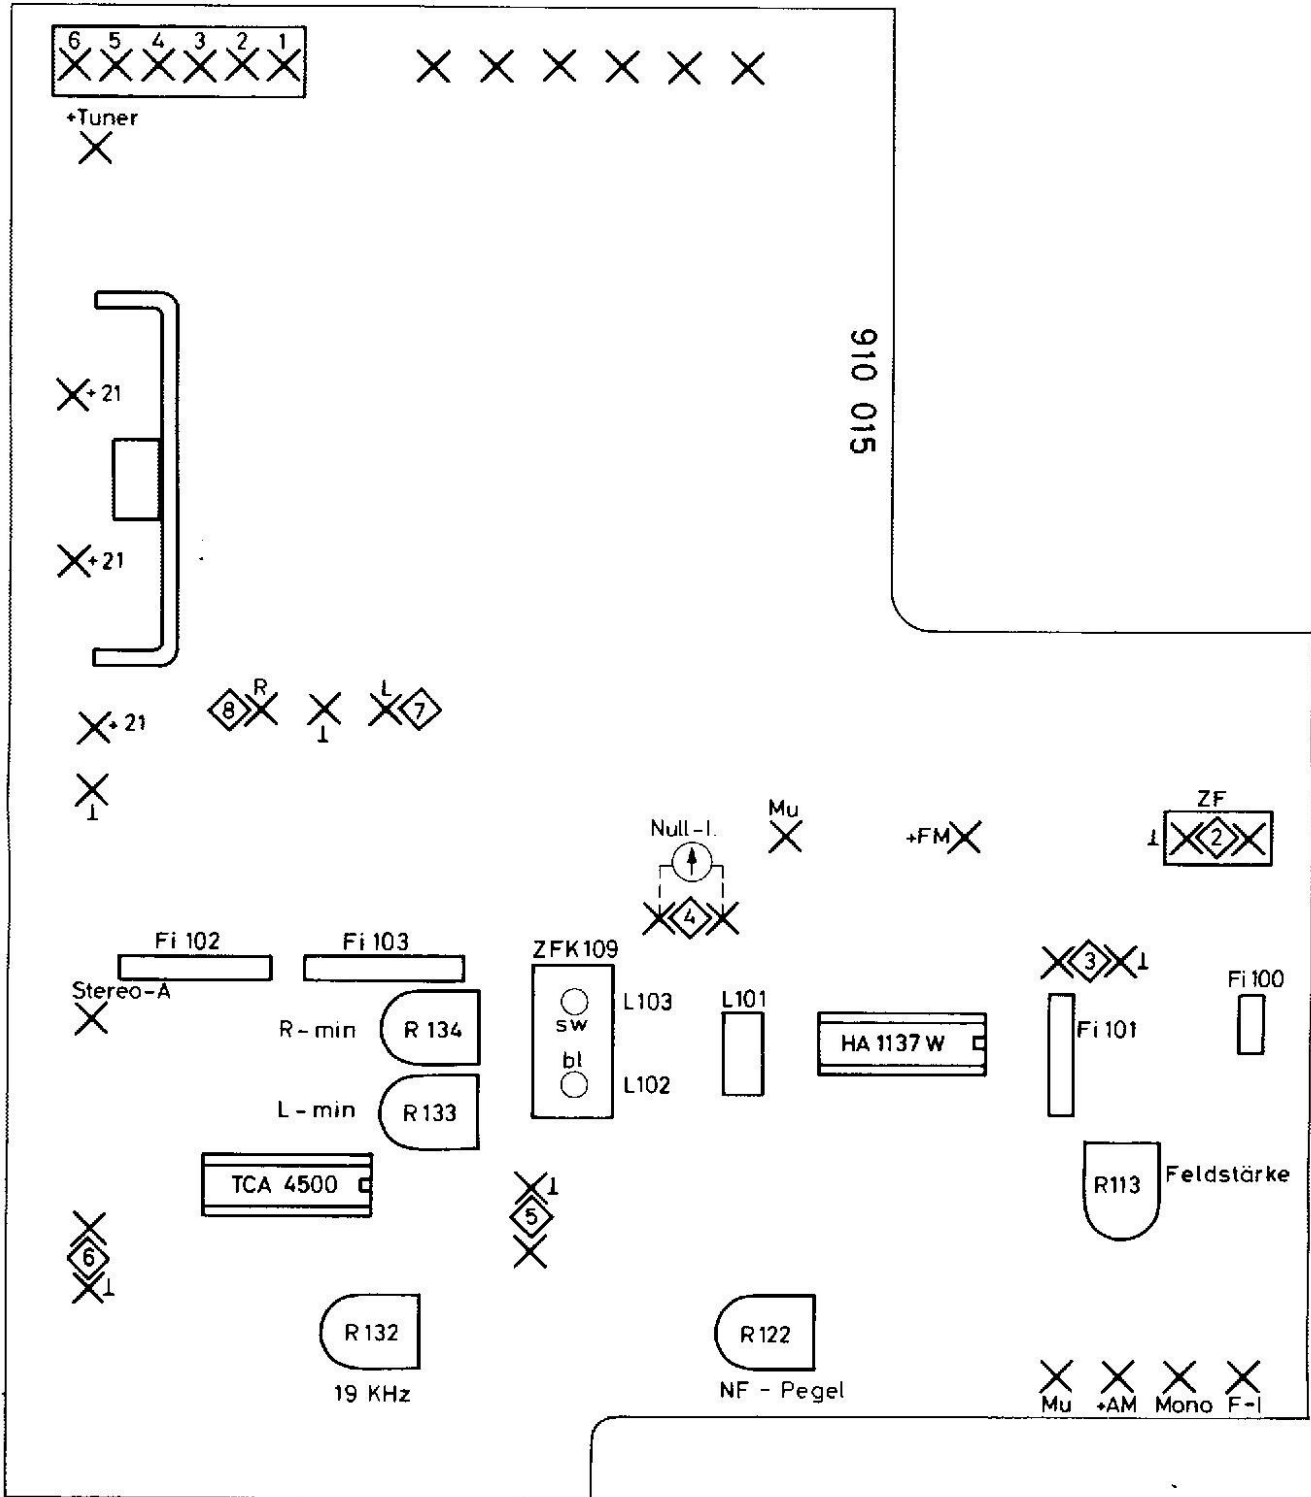 6 5 4 3 2 1
+Tuner
+21
910 015
+21
8 R L 7
⊥
+21
⊥
Mu
Null-I.
+FM
ZF
⊥ 2
4
Fi 102
Fi 103
ZFK109
3 ⊥
Stereo-A
Fi 100
L103
L101
sw
R-min
R 134
HA 1137 W
Fi 101
bl
L102
L-min
R 133
TCA 4500
⊥
5
R113
Feldstärke
6
⊥
R 132
R 122
19 KHz
NF - Pegel
Mu +AM Mono F-I